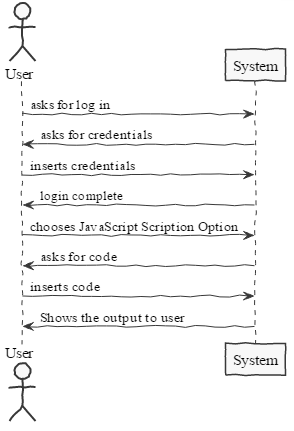 User
System
asks for log in
asks for credentials
inserts credentials
login complete
chooses JavaScript Scription Option
asks for code
inserts code
Shows the output to user
User
System